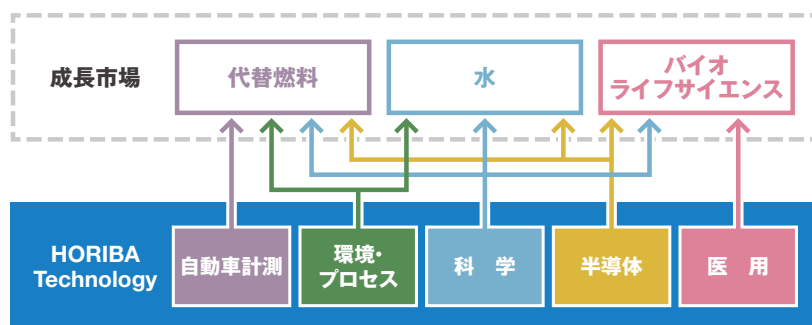 成長市場
代替燃料
水
バイオ
ライフサイエンス
HORIBA
Technology
自動車計測
環境・
プロセス
科　学
半導体
医　用